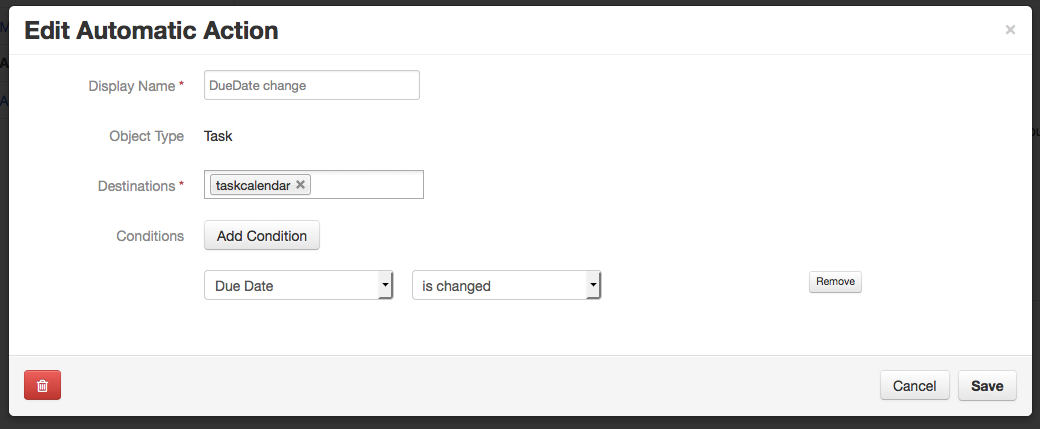 Edit Automatic Action ×
Display Name * DueDate change
Object Type Task
Destinations * taskcalendar ×
Conditions Add Condition
Due Date is changed Remove
Cancel Save